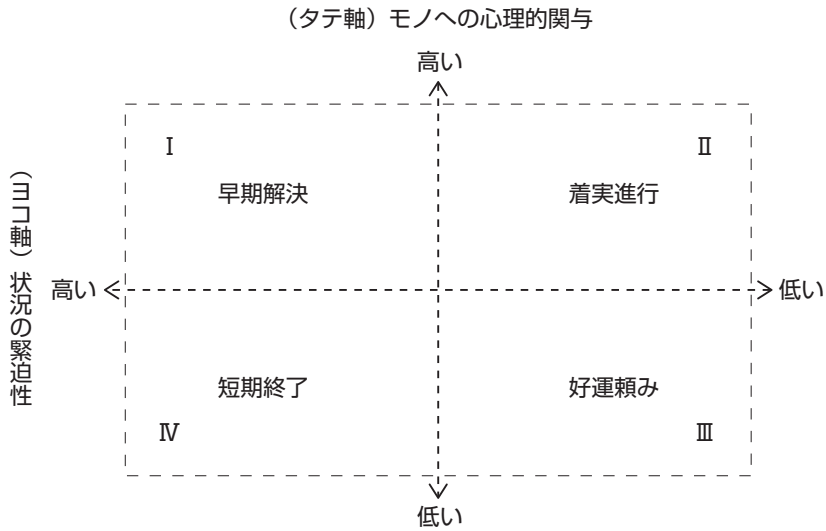 （タテ軸）モノへの心理的関与
高い
Ⅰ
Ⅱ
早期解決
着実進行
（ヨコ軸）状況の緊迫性
高い
低い
短期終了
好運頼み
Ⅳ
Ⅲ
低い